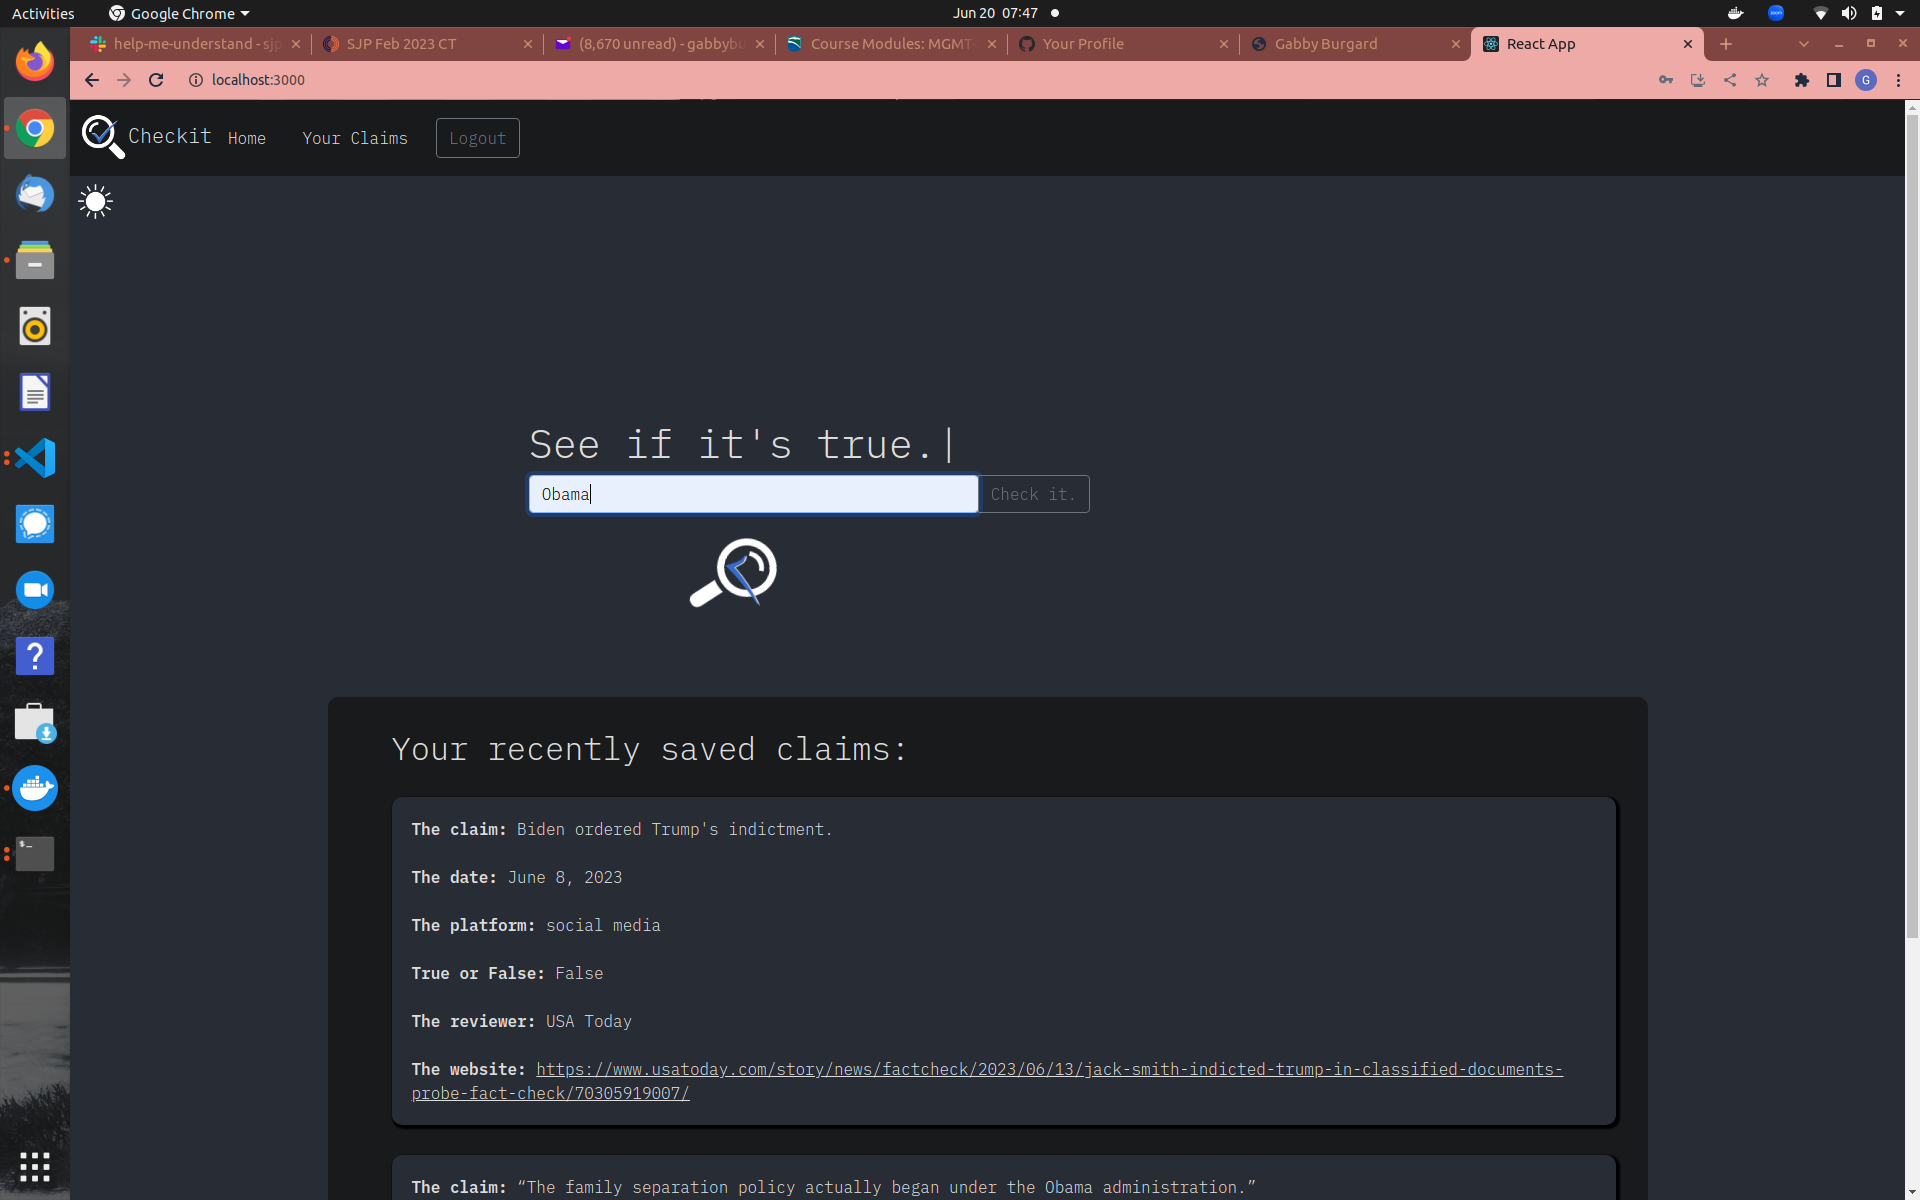 Activities
Google Chrome
Jun 20 07:47
zoom
help-me-understand - sjp
SJP Feb 2023 CT
(8,670 unread) - gabbybu
Course Modules: MGMT-
Your Profile
Gabby Burgard
React App
localhost:3000
G
Checkit
Home
Your Claims
Logout
See if it's true.|
Obama
Check it.
Your recently saved claims:
The claim: Biden ordered Trump's indictment.
The date: June 8, 2023
The platform: social media
True or False: False
The reviewer: USA Today
The website: https://www.usatoday.com/story/news/factcheck/2023/06/13/jack-smith-indicted-trump-in-classified-documents-
probe-fact-check/70305919007/
The claim: “The family separation policy actually began under the Obama administration.”